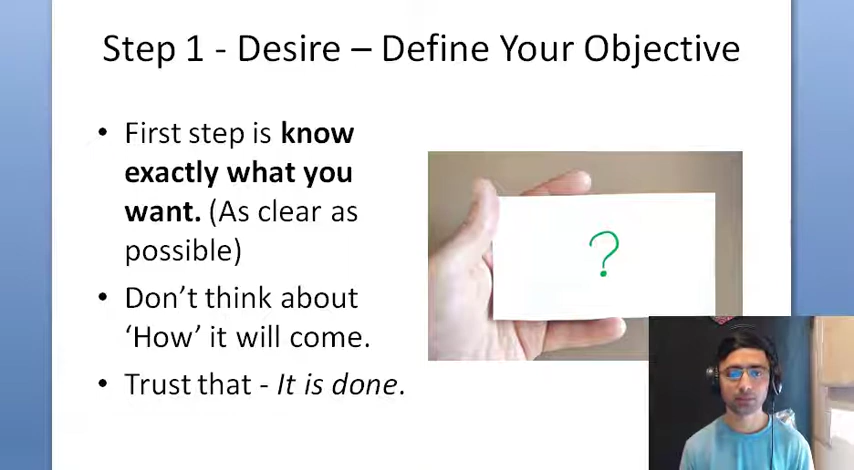 Step 1 - Desire – Define Your Objective
• First step is know
exactly what you
want. (As clear as
possible)
• Don’t think about
‘How’ it will come.
• Trust that - It is done.
?